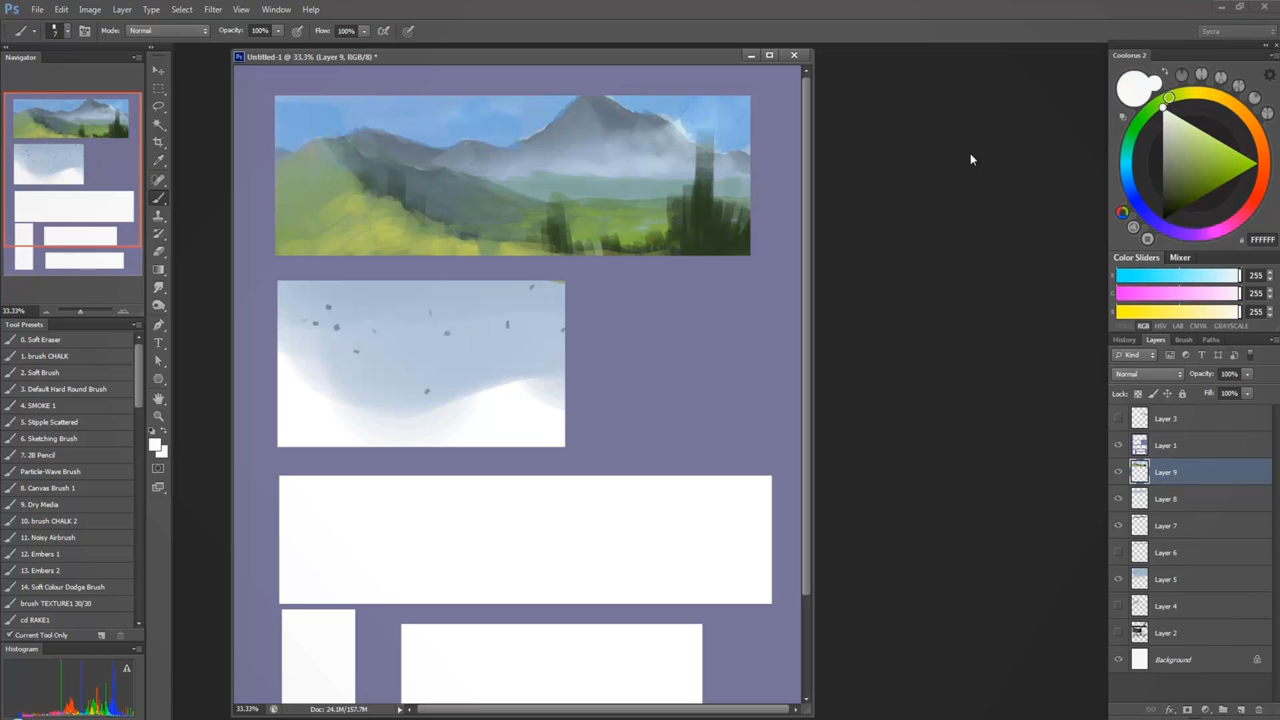 Ps File Edit Image Layer Type Select Filter View Window Help
7 Mode: Normal Opacity: 100% Flow: 100% Sycra
Navigator
33.33%
Tool Presets
0. Soft Eraser
1. brush CHALK
2. Soft Brush
3. Default Hard Round Brush
4. SMOKE 1
5. Stipple Scattered
6. Sketching Brush
7. 2B Pencil
Particle-Wave Brush
8. Canvas Brush 1
9. Dry Media
10. brush CHALK 2
11. Noisy Airbrush
12. Embers 1
13. Embers 2
14. Soft Colour Dodge Brush
brush TEXTURE1 30/30
cd RAKE1
Current Tool Only
Histogram
Untitled-1 @ 33.3% (Layer 9, RGB/8) *
33.33% Doc: 24.1M/157.7M
Coolorus 2
# FFFFFF
Color Sliders Mixer
255
255
255
RGB HSV LAB CMYK GRAYSCALE
History Layers Brush Paths
Kind
Normal Opacity: 100%
Lock: Fill: 100%
Layer 3
Layer 1
Layer 9
Layer 8
Layer 7
Layer 6
Layer 5
Layer 4
Layer 2
Background